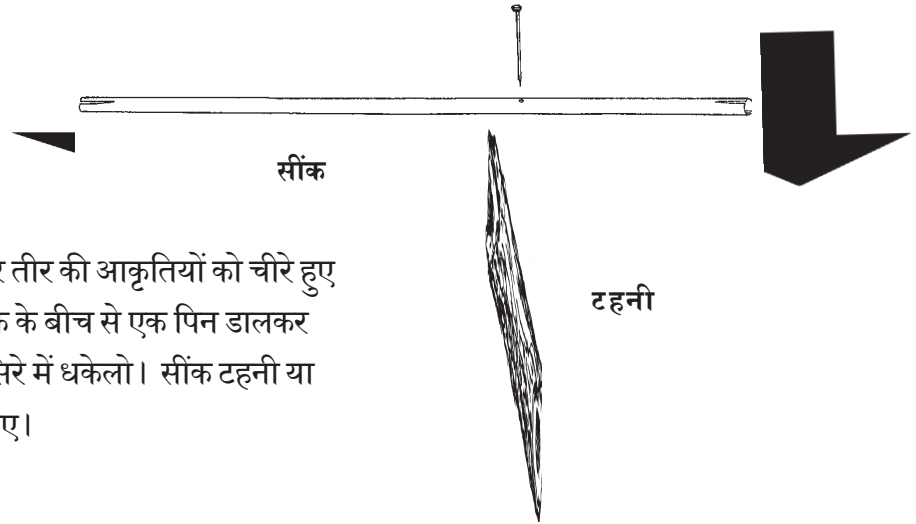 सींक
टहनी
तीर की आकृतियों को चीरे हुए
के बीच से एक पिन डालकर
में धकेलो। सींक टहनी या